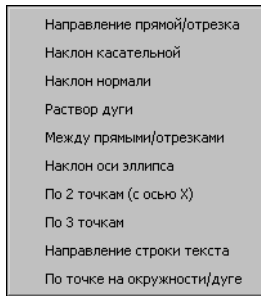 Направление прямой/отрезка
Наклон касательной
Наклон нормали
Раствор дуги
Между прямыми/отрезками
Наклон оси эллипса
По 2 точкам (с осью X)
По 3 точкам
Направление строки текста
По точке на окружности/дуге